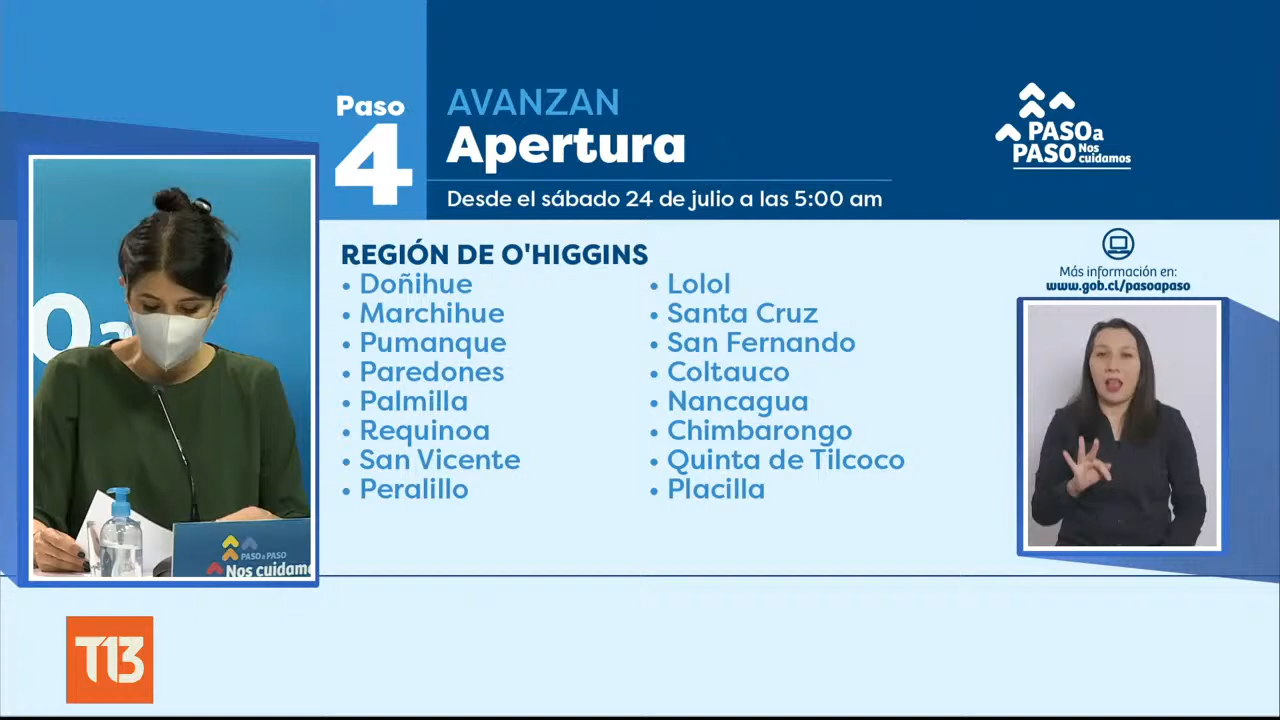 Paso
4
AVANZAN
Apertura
Desde el sábado 24 de julio a las 5:00 am
PASO a
PASO Nos cuidamos
REGIÓN DE O'HIGGINS
• Doñihue
• Marchihue
• Pumanque
• Paredones
• Palmilla
• Requinoa
• San Vicente
• Peralillo
• Lolol
• Santa Cruz
• San Fernando
• Coltauco
• Nancagua
• Chimbarongo
• Quinta de Tilcoco
• Placilla
Más información en:
www.gob.cl/pasoapaso
PASO a PASO
Nos cuidam
T13